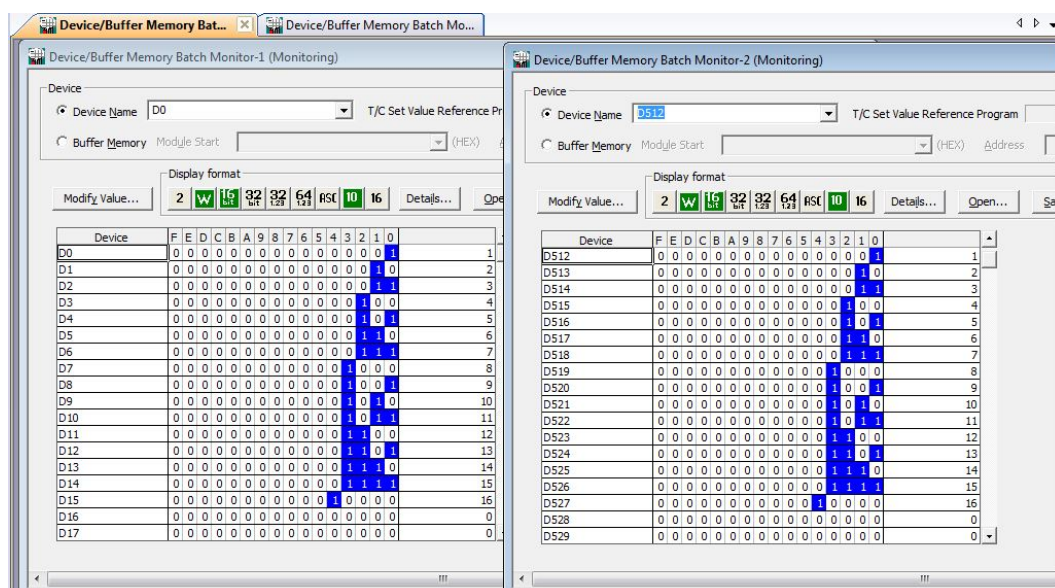 Device/Buffer Memory Bat... Device/Buffer Memory Batch Mo...
Device/Buffer Memory Batch Monitor-1 (Monitoring)
Device
Device Name D0 T/C Set Value Reference Pr
Buffer Memory Module Start (HEX)
Display format
Modify Value... 2 W 16 bit 32 bit 32 1.23 64 1.23 ASC 10 16 Details... Ope
Device F E D C B A 9 8 7 6 5 4 3 2 1 0
D0 0 0 0 0 0 0 0 0 0 0 0 0 0 0 0 1 1
D1 0 0 0 0 0 0 0 0 0 0 0 0 0 0 1 0 2
D2 0 0 0 0 0 0 0 0 0 0 0 0 0 0 1 1 3
D3 0 0 0 0 0 0 0 0 0 0 0 0 0 1 0 0 4
D4 0 0 0 0 0 0 0 0 0 0 0 0 0 1 0 1 5
D5 0 0 0 0 0 0 0 0 0 0 0 0 0 1 1 0 6
D6 0 0 0 0 0 0 0 0 0 0 0 0 0 1 1 1 7
D7 0 0 0 0 0 0 0 0 0 0 0 0 1 0 0 0 8
D8 0 0 0 0 0 0 0 0 0 0 0 0 1 0 0 1 9
D9 0 0 0 0 0 0 0 0 0 0 0 0 1 0 1 0 10
D10 0 0 0 0 0 0 0 0 0 0 0 0 1 0 1 1 11
D11 0 0 0 0 0 0 0 0 0 0 0 0 1 1 0 0 12
D12 0 0 0 0 0 0 0 0 0 0 0 0 1 1 0 1 13
D13 0 0 0 0 0 0 0 0 0 0 0 0 1 1 1 0 14
D14 0 0 0 0 0 0 0 0 0 0 0 0 1 1 1 1 15
D15 0 0 0 0 0 0 0 0 0 0 0 1 0 0 0 0 16
D16 0 0 0 0 0 0 0 0 0 0 0 0 0 0 0 0 0
D17 0 0 0 0 0 0 0 0 0 0 0 0 0 0 0 0 0
Device/Buffer Memory Batch Monitor-2 (Monitoring)
Device
Device Name D512 T/C Set Value Reference Program
Buffer Memory Module Start (HEX) Address
Display format
Modify Value... 2 W 16 bit 32 bit 32 1.23 64 1.23 ASC 10 16 Details... Open... Sa
Device F E D C B A 9 8 7 6 5 4 3 2 1 0
D512 0 0 0 0 0 0 0 0 0 0 0 0 0 0 0 1 1
D513 0 0 0 0 0 0 0 0 0 0 0 0 0 0 1 0 2
D514 0 0 0 0 0 0 0 0 0 0 0 0 0 0 1 1 3
D515 0 0 0 0 0 0 0 0 0 0 0 0 0 1 0 0 4
D516 0 0 0 0 0 0 0 0 0 0 0 0 0 1 0 1 5
D517 0 0 0 0 0 0 0 0 0 0 0 0 0 1 1 0 6
D518 0 0 0 0 0 0 0 0 0 0 0 0 0 1 1 1 7
D519 0 0 0 0 0 0 0 0 0 0 0 0 1 0 0 0 8
D520 0 0 0 0 0 0 0 0 0 0 0 0 1 0 0 1 9
D521 0 0 0 0 0 0 0 0 0 0 0 0 1 0 1 0 10
D522 0 0 0 0 0 0 0 0 0 0 0 0 1 0 1 1 11
D523 0 0 0 0 0 0 0 0 0 0 0 0 1 1 0 0 12
D524 0 0 0 0 0 0 0 0 0 0 0 0 1 1 0 1 13
D525 0 0 0 0 0 0 0 0 0 0 0 0 1 1 1 0 14
D526 0 0 0 0 0 0 0 0 0 0 0 0 1 1 1 1 15
D527 0 0 0 0 0 0 0 0 0 0 0 1 0 0 0 0 16
D528 0 0 0 0 0 0 0 0 0 0 0 0 0 0 0 0 0
D529 0 0 0 0 0 0 0 0 0 0 0 0 0 0 0 0 0